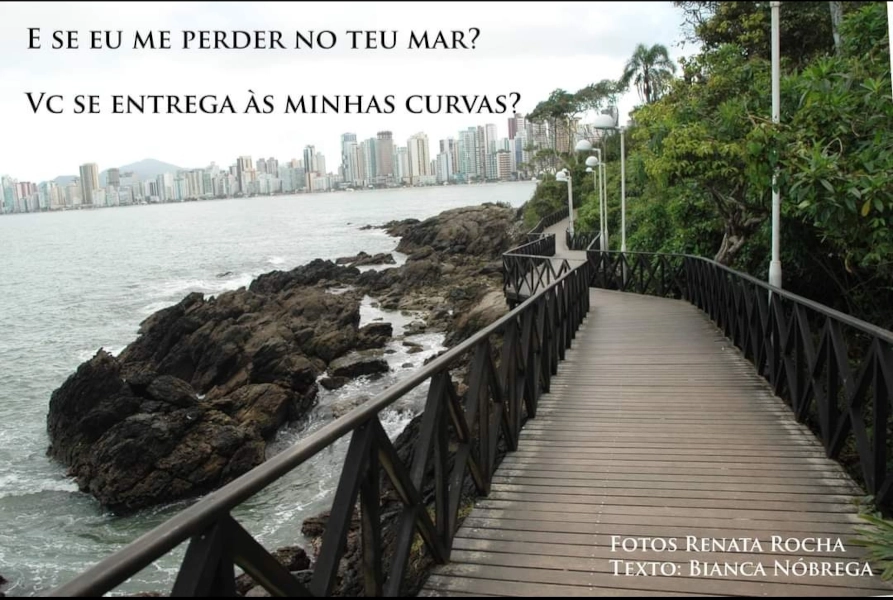 E se eu me perder no teu mar?
Vc se entrega às minhas curvas?
Fotos Renata Rocha
Texto: Bianca Nóbrega